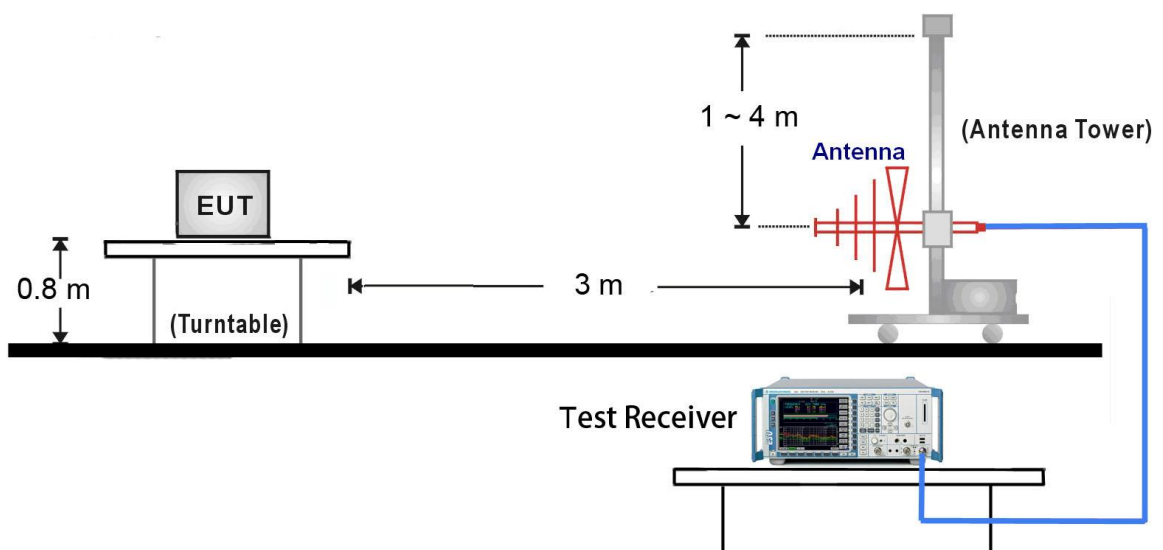 1 ~ 4 m
(Antenna Tower)
Antenna
EUT
0.8 m
3 m
(Turntable)
Test Receiver